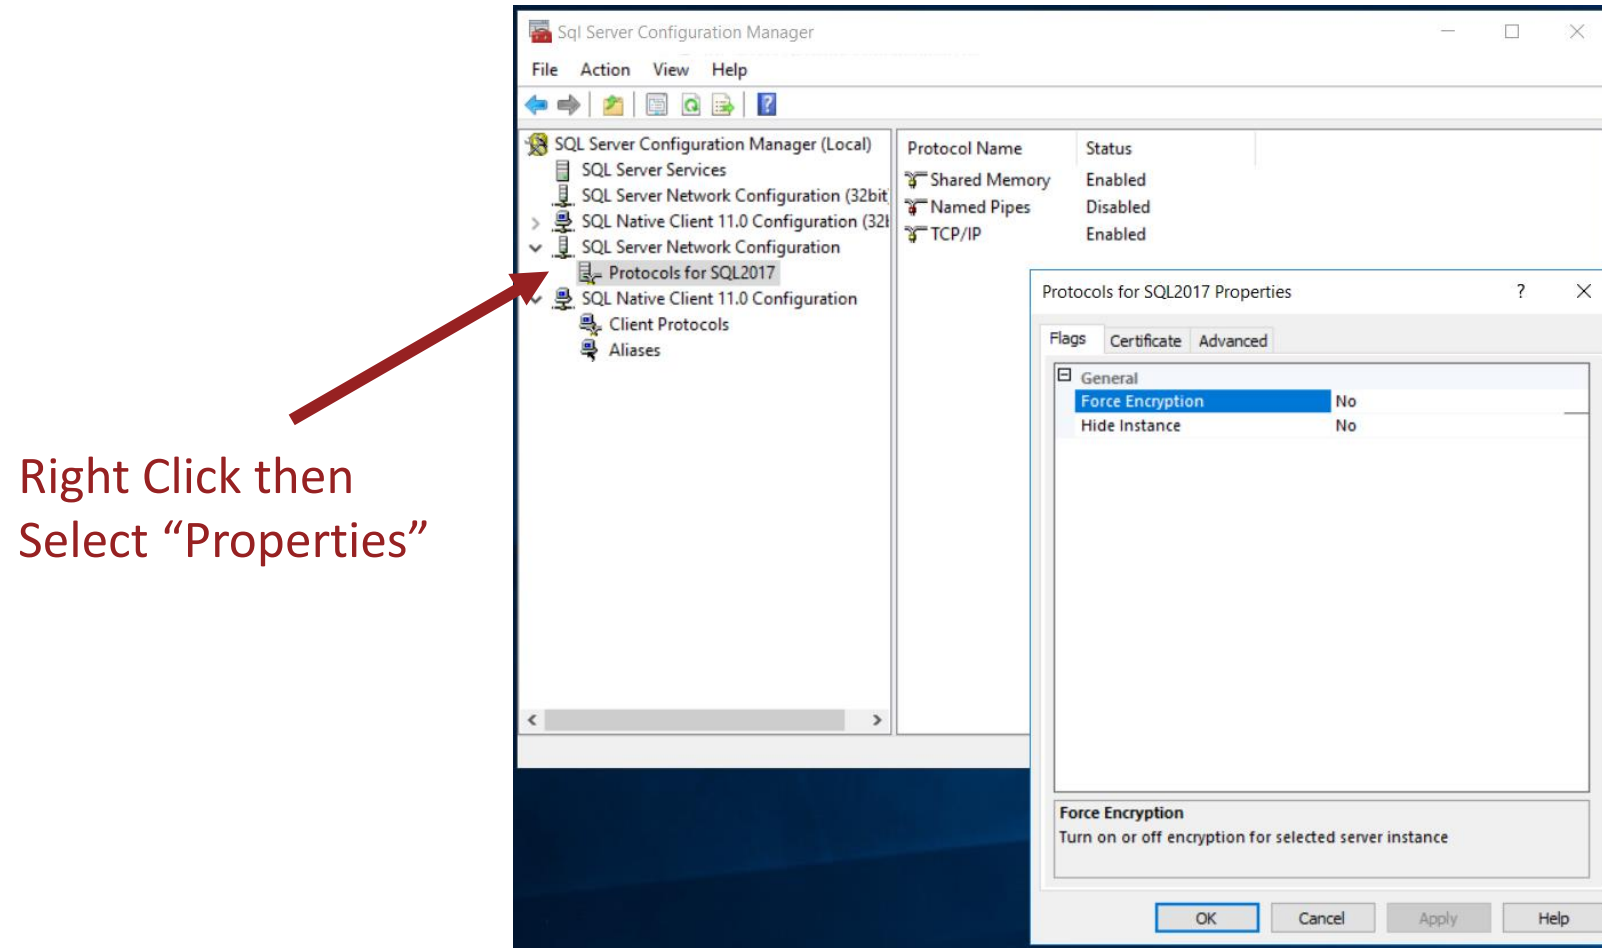 Sql Server Configuration Manager
File Action View Help
SQL Server Configuration Manager (Local)
SQL Server Services
SQL Server Network Configuration (32bit)
SQL Native Client 11.0 Configuration (32b
SQL Server Network Configuration
Protocols for SQL2017
SQL Native Client 11.0 Configuration
Client Protocols
Aliases
Protocol Name Status
Shared Memory Enabled
Named Pipes Disabled
TCP/IP Enabled
Right Click then
Select “Properties”
Protocols for SQL2017 Properties
Flags Certificate Advanced
General
Force Encryption No
Hide Instance No
Force Encryption
Turn on or off encryption for selected server instance
OK Cancel Apply Help